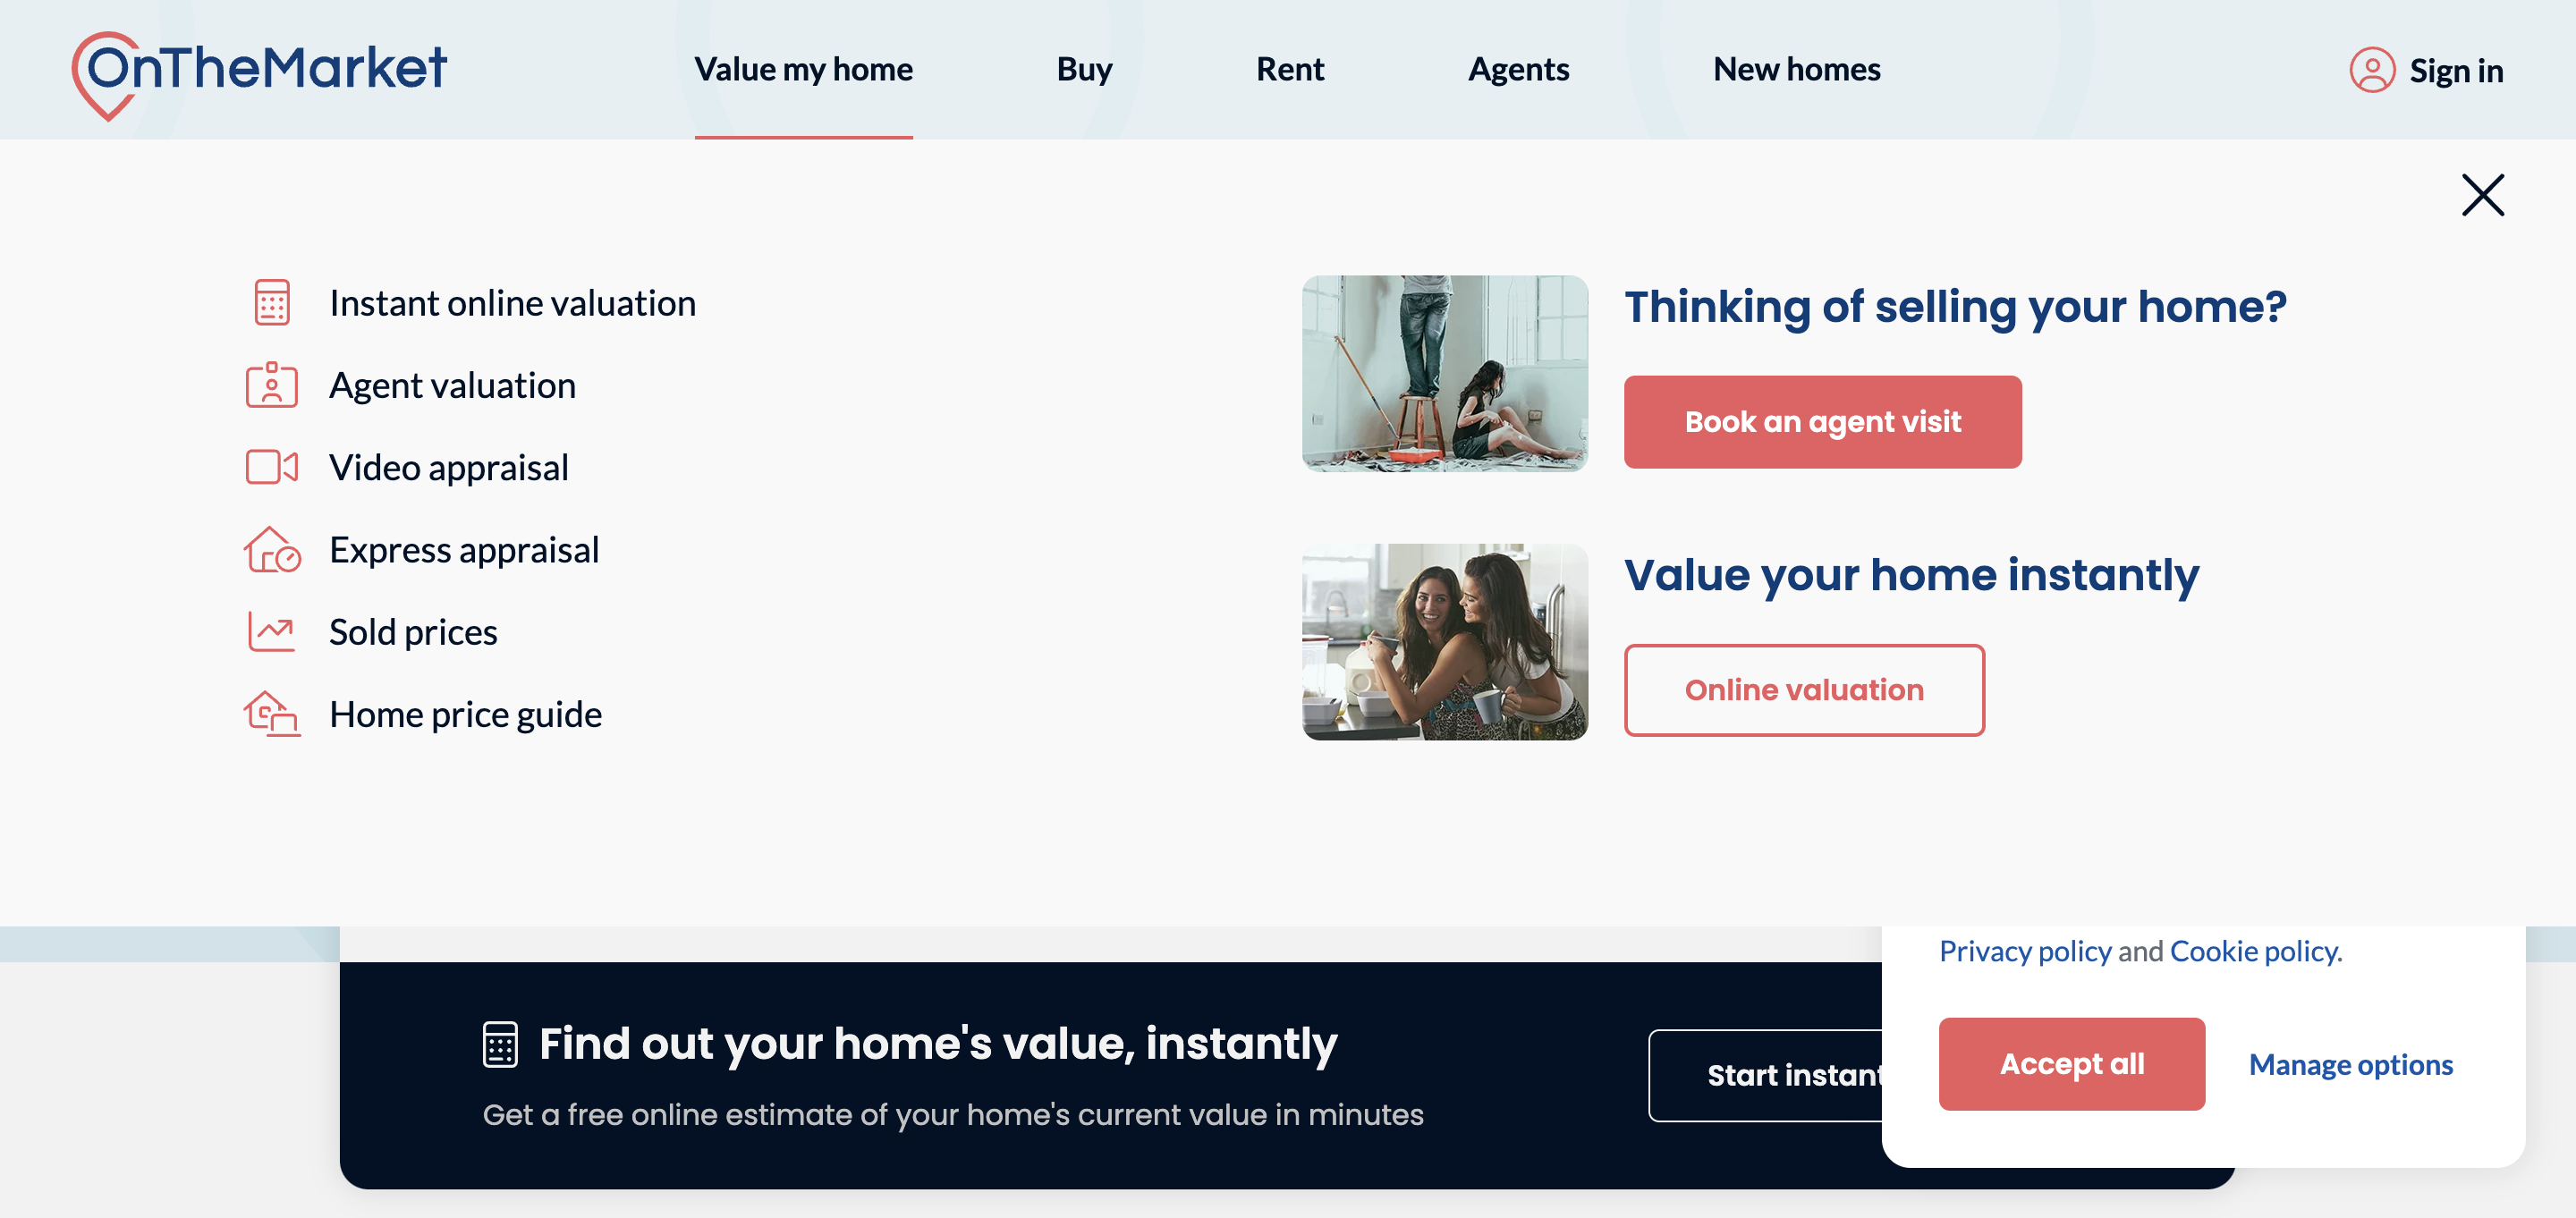 OnTheMarket
Value my home
Buy
Rent
Agents
New homes
Sign in
Instant online valuation
Agent valuation
Video appraisal
Express appraisal
Sold prices
Home price guide
Thinking of selling your home?
Book an agent visit
Value your home instantly
Online valuation
Find out your home's value, instantly
Get a free online estimate of your home's current value in minutes
Start instant
Privacy policy and Cookie policy.
Accept all
Manage options